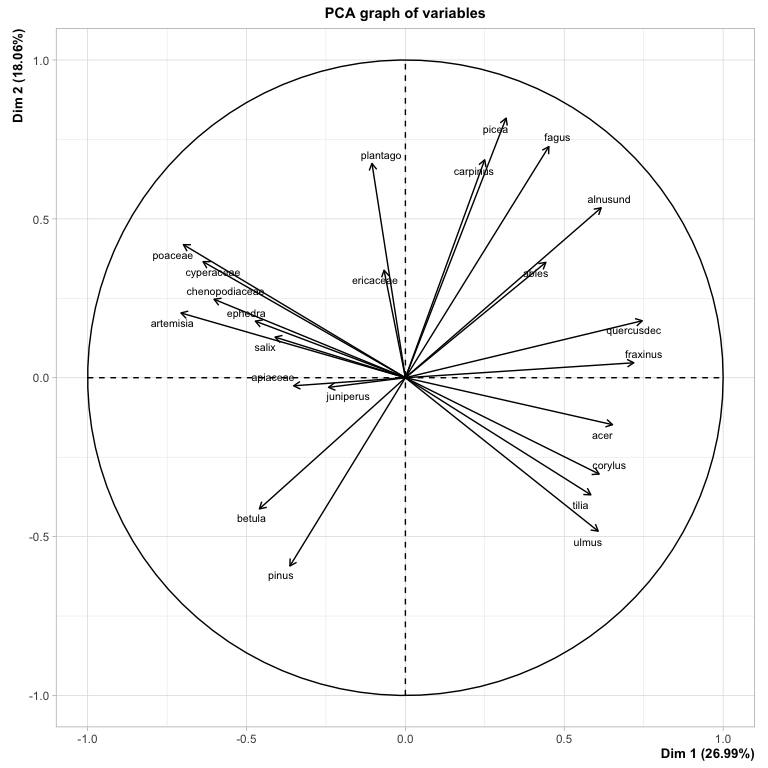 PCA graph of variables
Dim 2 (18.06%)
1.0
0.5
0.0
-0.5
-1.0
picea
fagus
plantago
carpinus
alnusund
poaceae
cyperaceae
abies
ericaceae
chenopodiaceae
ephedra
artemisia
quercusdec
salix
fraxinus
apiaceae
juniperus
acer
corylus
tilia
betula
ulmus
pinus
-1.0
-0.5
0.0
0.5
1.0
Dim 1 (26.99%)